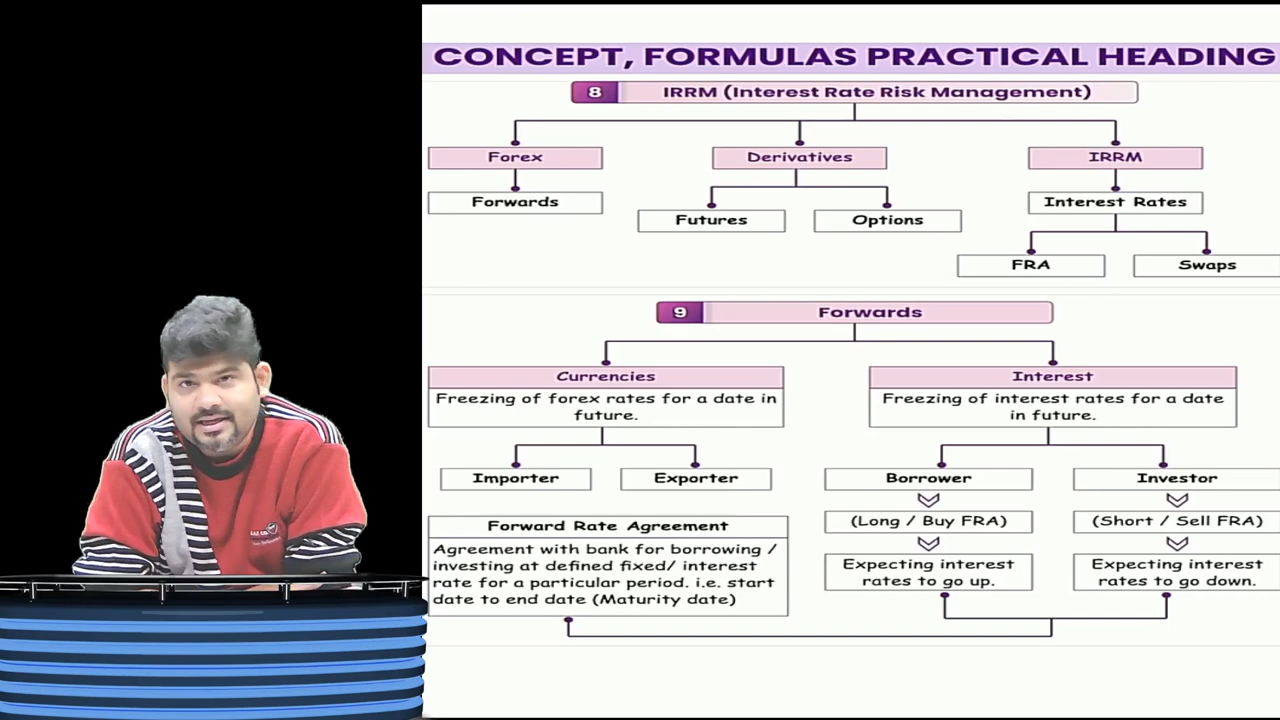 CONCEPT, FORMULAS PRACTICAL HEADING
8 IRRM (Interest Rate Risk Management)
Forex
Derivatives
IRRM
Forwards
Futures
Options
Interest Rates
FRA
Swaps
9 Forwards
Currencies
Freezing of forex rates for a date in
future.
Interest
Freezing of interest rates for a date
in future.
Importer
Exporter
Borrower
Investor
(Long / Buy FRA)
(Short / Sell FRA)
Expecting interest
rates to go up.
Expecting interest
rates to go down.
Forward Rate Agreement
Agreement with bank for borrowing /
investing at defined fixed/ interest
rate for a particular period. i.e. start
date to end date (Maturity date)